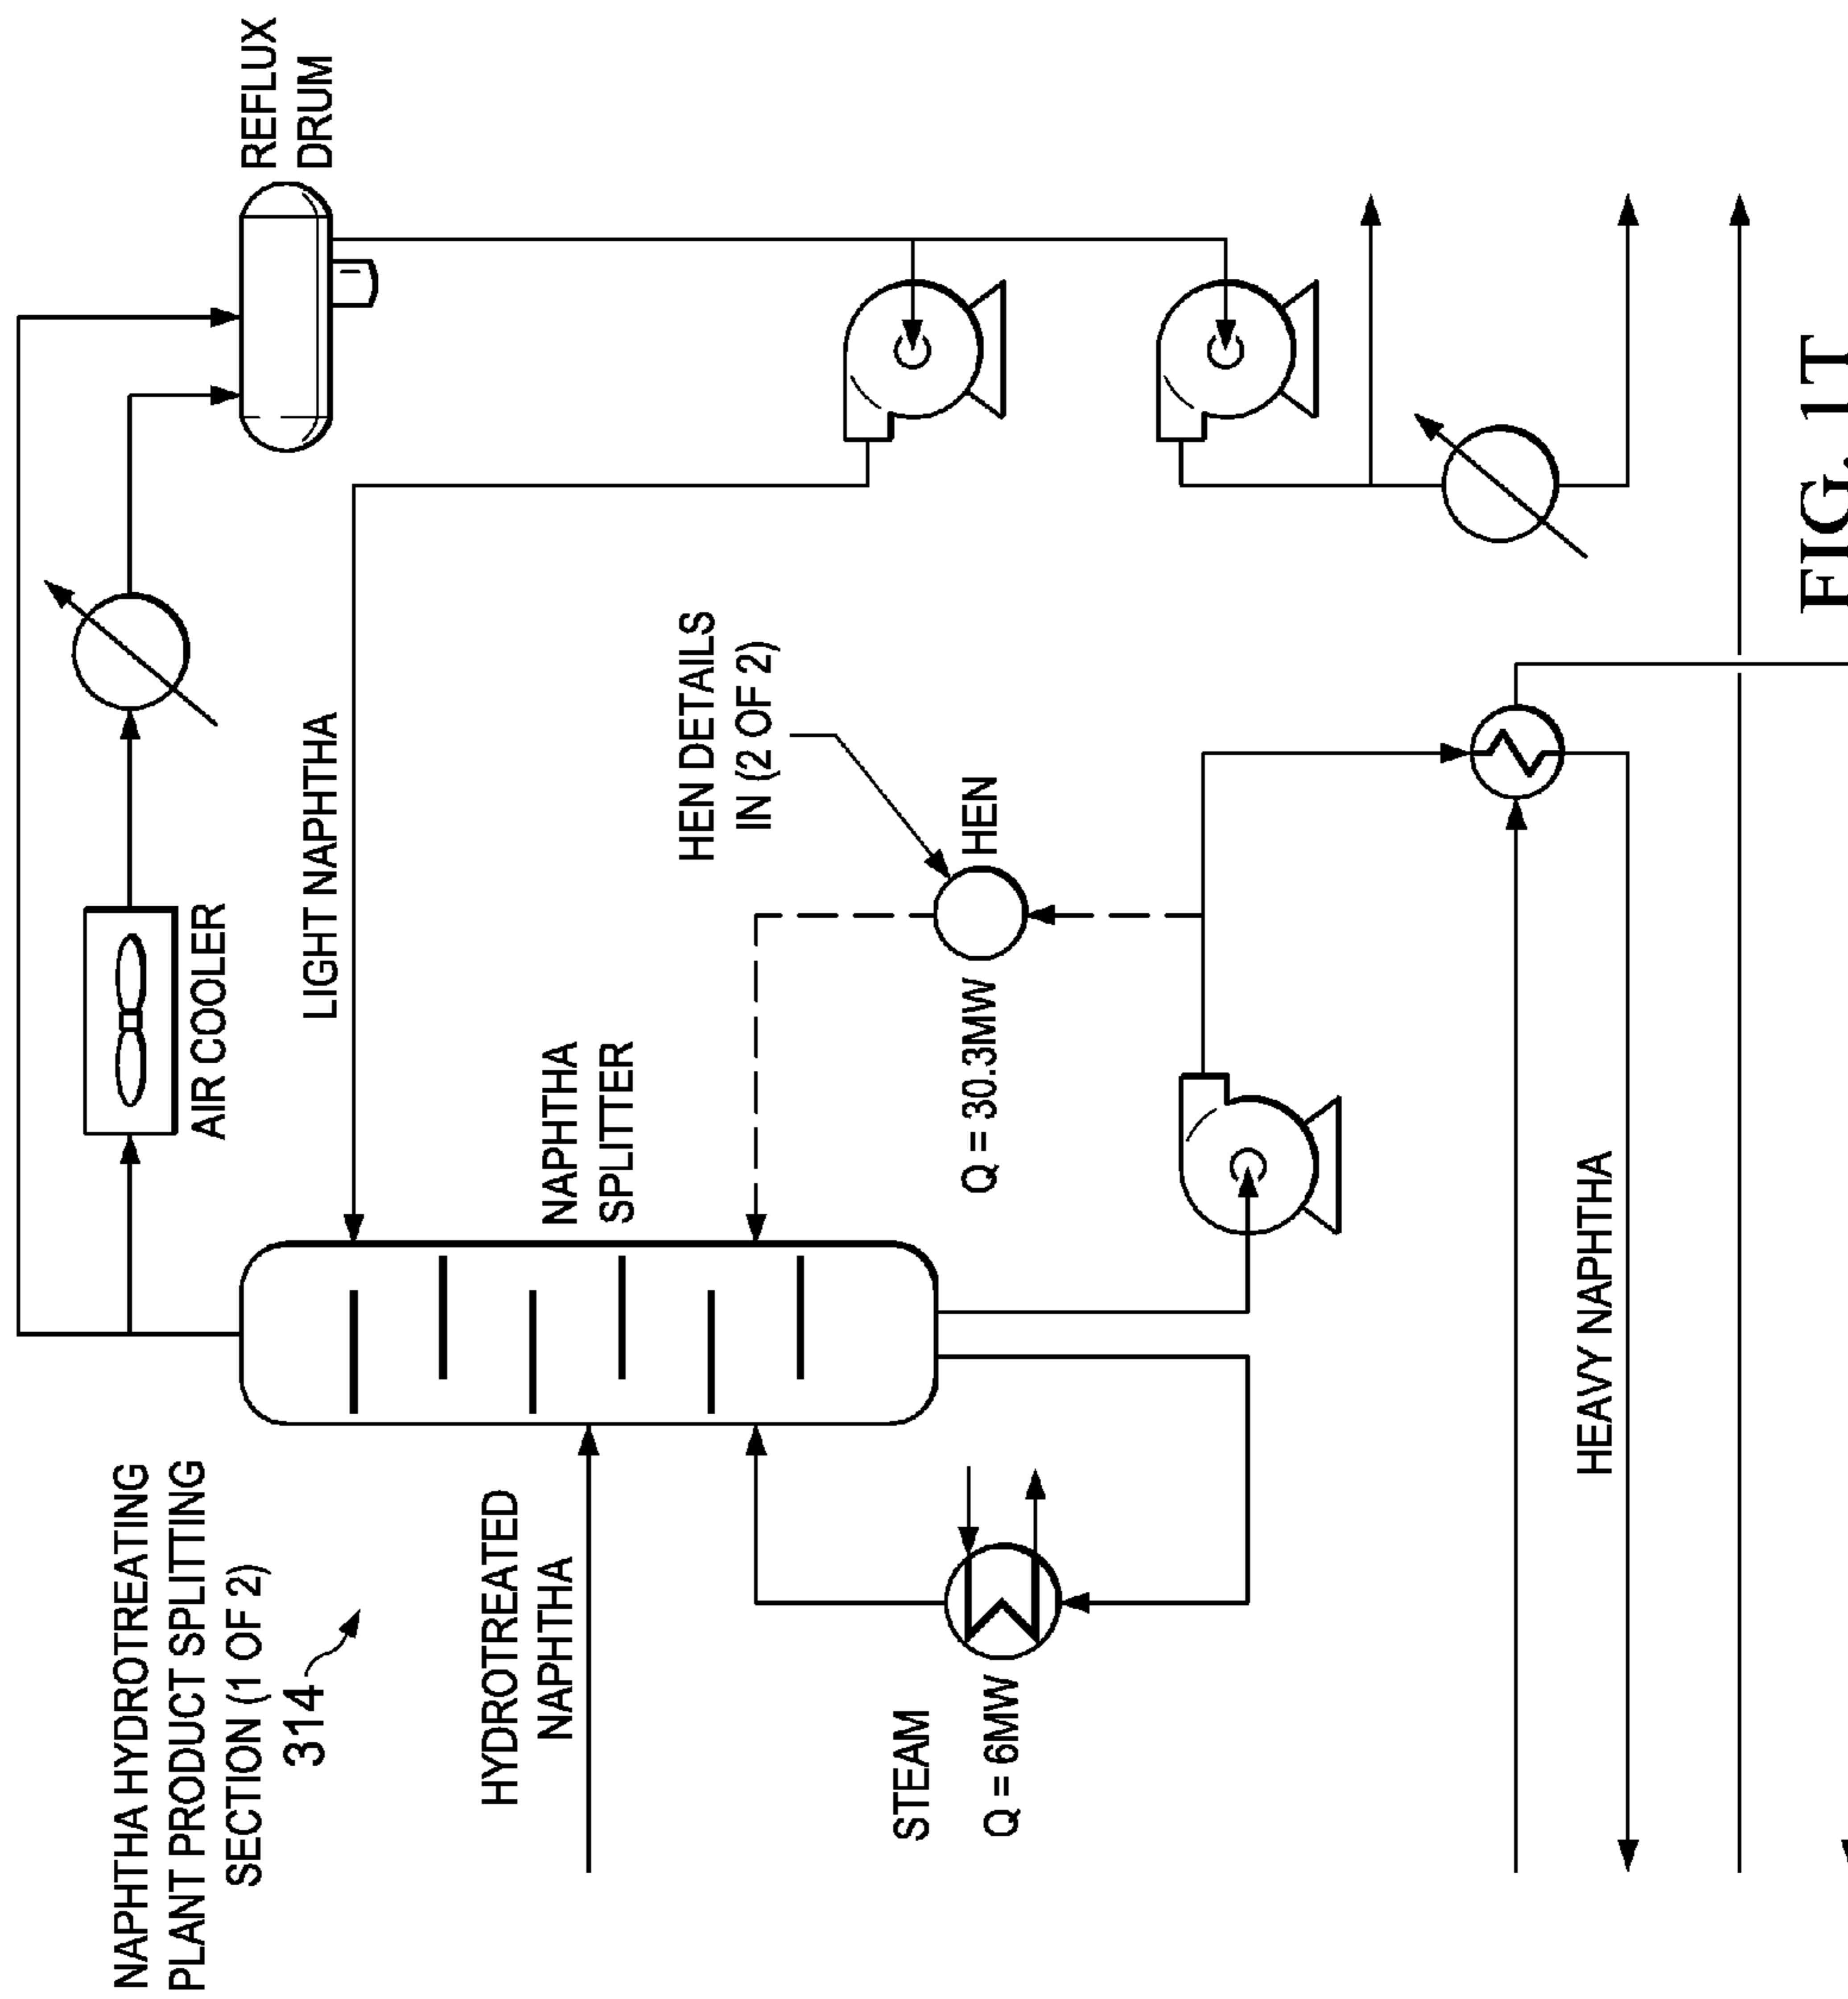 NAPHTHA HYDROTREATING
PLANT PRODUCT SPLITTING
SECTION (1 OF 2)
314
REFLUX
DRUM
AIR COOLER
LIGHT NAPHTHA
HYDROTREATED
NAPHTHA
NAPHTHA
SPLITTER
HEN DETAILS
IN (2 OF 2)
STEAM
Q = 6MW
Q = 30.3MW
HEN
HEAVY NAPHTHA
FIG. 1T